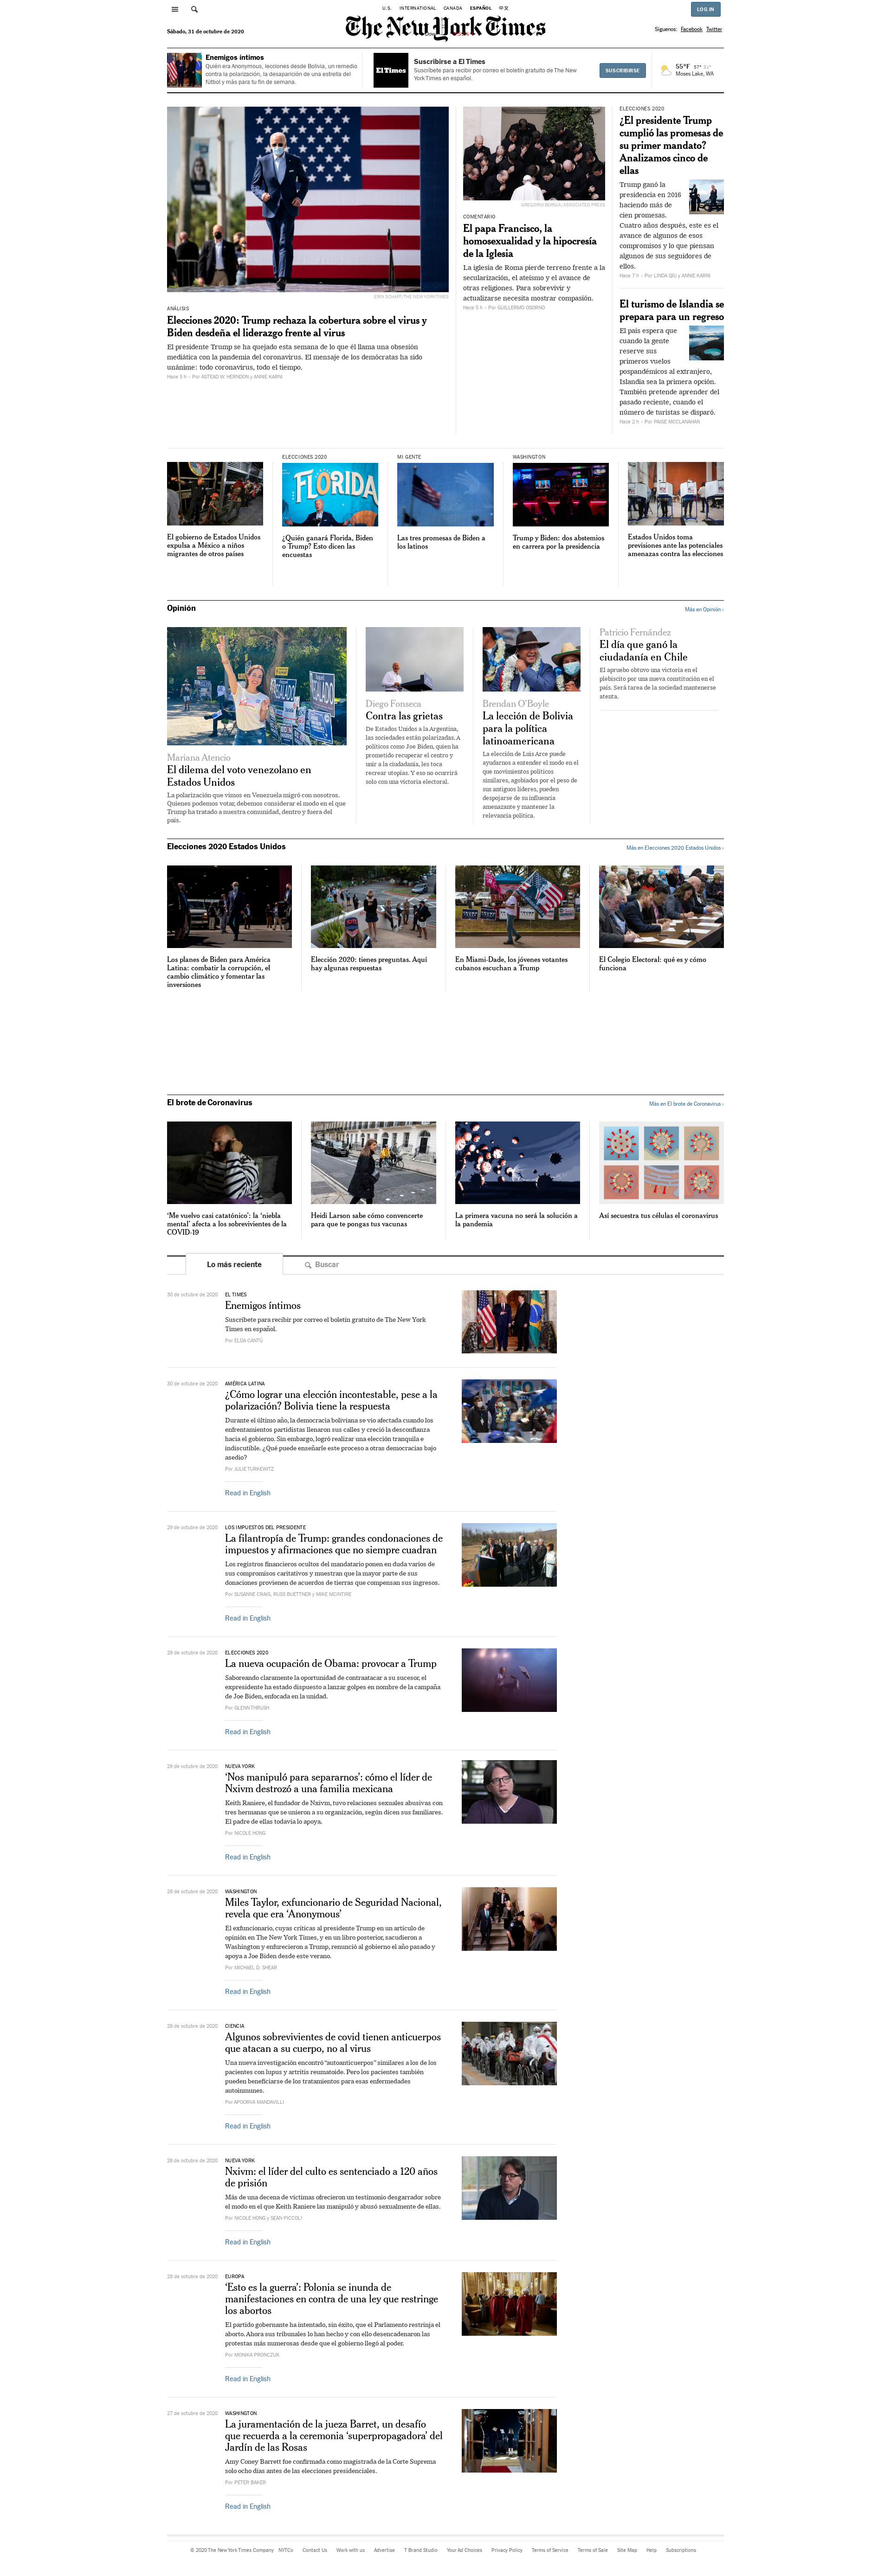 U.S. INTERNATIONAL CANADA ESPAÑOL 中文
LOG IN
Sábado, 31 de octubre de 2020
The New York Times
Síguenos: Facebook Twitter
Enemigos íntimos
Quién era Anonymous, lecciones desde Bolivia, un remedio
contra la polarización, la desaparición de una estrella del
fútbol y más para tu fin de semana.
El Times
Suscribirse a El Times
Suscríbete para recibir por correo el boletín gratuito de The New
York Times en español.
SUSCRIBIRSE
55°F 57° 31°
Moses Lake, WA
ERIN SCHAFF/THE NEW YORK TIMES
ANÁLISIS
Elecciones 2020: Trump rechaza la cobertura sobre el virus y
Biden desdeña el liderazgo frente al virus
El presidente Trump se ha quejado esta semana de lo que él llama una obsesión
mediática con la pandemia del coronavirus. El mensaje de los demócratas ha sido
unánime: todo coronavirus, todo el tiempo.
Hace 5 h - Por ASTEAD W. HERNDON y ANNIE KARNI
GREGORIO BORGIA/ASSOCIATED PRESS
COMENTARIO
El papa Francisco, la
homosexualidad y la hipocresía
de la Iglesia
La iglesia de Roma pierde terreno frente a la
secularización, el ateísmo y el avance de
otras religiones. Para sobrevivir y
actualizarse necesita mostrar compasión.
Hace 5 h - Por GUILLERMO OSORNO
ELECCIONES 2020
¿El presidente Trump
cumplió las promesas de
su primer mandato?
Analizamos cinco de
ellas
Trump ganó la
presidencia en 2016
haciendo más de
cien promesas.
Cuatro años después, este es el
avance de algunos de esos
compromisos y lo que piensan
algunos de sus seguidores de
ellos.
Hace 7 h - Por LINDA QIU y ANNIE KARNI
El turismo de Islandia se
prepara para un regreso
El país espera que
cuando la gente
reserve sus
primeros vuelos
pospandémicos al extranjero,
Islandia sea la primera opción.
También pretende aprender del
pasado reciente, cuando el
número de turistas se disparó.
Hace 2 h - Por PAIGE MCCLANAHAN
El gobierno de Estados Unidos
expulsa a México a niños
migrantes de otros países
ELECCIONES 2020
FLORIDA
¿Quién ganará Florida, Biden
o Trump? Esto dicen las
encuestas
MI GENTE
Las tres promesas de Biden a
los latinos
WASHINGTON
Trump y Biden: dos abstemios
en carrera por la presidencia
Estados Unidos toma
previsiones ante las potenciales
amenazas contra las elecciones
Opinión
Más en Opinión ›
Mariana Atencio
El dilema del voto venezolano en
Estados Unidos
La polarización que vimos en Venezuela migró con nosotros.
Quienes podemos votar, debemos considerar el modo en el que
Trump ha tratado a nuestra comunidad, dentro y fuera del
país.
Diego Fonseca
Contra las grietas
De Estados Unidos a la Argentina,
las sociedades están polarizadas. A
políticos como Joe Biden, quien ha
prometido recuperar el centro y
unir a la ciudadanía, les toca
recrear utopías. Y eso no ocurrirá
solo con una victoria electoral.
Brendan O'Boyle
La lección de Bolivia
para la política
latinoamericana
La elección de Luis Arce puede
ayudarnos a entender el modo en el
que movimientos políticos
similares, agobiados por el peso de
sus antiguos líderes, pueden
despojarse de su influencia
amenazante y mantener la
relevancia política.
Patricio Fernández
El día que ganó la
ciudadanía en Chile
El apruebo obtuvo una victoria en el
plebiscito por una nueva constitución en el
país. Será tarea de la sociedad mantenerse
atenta.
Elecciones 2020 Estados Unidos
Más en Elecciones 2020 Estados Unidos ›
Los planes de Biden para América
Latina: combatir la corrupción, el
cambio climático y fomentar las
inversiones
Elección 2020: tienes preguntas. Aquí
hay algunas respuestas
En Miami-Dade, los jóvenes votantes
cubanos escuchan a Trump
El Colegio Electoral: qué es y cómo
funciona
El brote de Coronavirus
Más en El brote de Coronavirus ›
'Me vuelvo casi catatónico': la 'niebla
mental' afecta a los sobrevivientes de la
COVID-19
Heidi Larson sabe cómo convencerte
para que te pongas tus vacunas
La primera vacuna no será la solución a
la pandemia
Así secuestra tus células el coronavirus
Lo más reciente
Buscar
30 de octubre de 2020
EL TIMES
Enemigos íntimos
Suscríbete para recibir por correo el boletín gratuito de The New York
Times en español.
Por ELDA CANTÚ
30 de octubre de 2020
AMÉRICA LATINA
¿Cómo lograr una elección incontestable, pese a la
polarización? Bolivia tiene la respuesta
Durante el último año, la democracia boliviana se vio afectada cuando los
enfrentamientos partidistas llenaron sus calles y creció la desconfianza
hacia el gobierno. Sin embargo, logró realizar una elección tranquila e
indiscutible. ¿Qué puede enseñarle este proceso a otras democracias bajo
asedio?
Por JULIE TURKEWITZ
Read in English
29 de octubre de 2020
LOS IMPUESTOS DEL PRESIDENTE
La filantropía de Trump: grandes condonaciones de
impuestos y afirmaciones que no siempre cuadran
Los registros financieros ocultos del mandatario ponen en duda varios de
sus compromisos caritativos y muestran que la mayor parte de sus
donaciones provienen de acuerdos de tierras que compensan sus ingresos.
Por SUSANNE CRAIG, RUSS BUETTNER y MIKE MCINTIRE
Read in English
29 de octubre de 2020
ELECCIONES 2020
La nueva ocupación de Obama: provocar a Trump
Saboreando claramente la oportunidad de contraatacar a su sucesor, el
expresidente ha estado dispuesto a lanzar golpes en nombre de la campaña
de Joe Biden, enfocada en la unidad.
Por GLENN THRUSH
Read in English
29 de octubre de 2020
NUEVA YORK
'Nos manipuló para separarnos': cómo el líder de
Nxivm destrozó a una familia mexicana
Keith Raniere, el fundador de Nxivm, tuvo relaciones sexuales abusivas con
tres hermanas que se unieron a su organización, según dicen sus familiares.
El padre de ellas todavía lo apoya.
Por NICOLE HONG
Read in English
28 de octubre de 2020
WASHINGTON
Miles Taylor, exfuncionario de Seguridad Nacional,
revela que era 'Anonymous'
El exfuncionario, cuyas críticas al presidente Trump en un artículo de
opinión en The New York Times, y en un libro posterior, sacudieron a
Washington y enfurecieron a Trump, renunció al gobierno el año pasado y
apoya a Joe Biden desde este verano.
Por MICHAEL D. SHEAR
Read in English
28 de octubre de 2020
CIENCIA
Algunos sobrevivientes de covid tienen anticuerpos
que atacan a su cuerpo, no al virus
Una nueva investigación encontró "autoanticuerpos" similares a los de los
pacientes con lupus y artritis reumatoide. Pero los pacientes también
pueden beneficiarse de los tratamientos para esas enfermedades
autoinmunes.
Por APOORVA MANDAVILLI
Read in English
28 de octubre de 2020
NUEVA YORK
Nxivm: el líder del culto es sentenciado a 120 años
de prisión
Más de una decena de víctimas ofrecieron un testimonio desgarrador sobre
el modo en el que Keith Raniere las manipuló y abusó sexualmente de ellas.
Por NICOLE HONG y SEAN PICCOLI
Read in English
28 de octubre de 2020
EUROPA
'Esto es la guerra': Polonia se inunda de
manifestaciones en contra de una ley que restringe
los abortos
El partido gobernante ha intentado, sin éxito, que el Parlamento restrinja el
aborto. Ahora sus tribunales lo han hecho y con ello desencadenaron las
protestas más numerosas desde que el gobierno llegó al poder.
Por MONIKA PRONCZUK
Read in English
27 de octubre de 2020
WASHINGTON
La juramentación de la jueza Barret, un desafío
que recuerda a la ceremonia 'superpropagadora' del
Jardín de las Rosas
Amy Coney Barrett fue confirmada como magistrada de la Corte Suprema
solo ocho días antes de las elecciones presidenciales.
Por PETER BAKER
Read in English
© 2020 The New York Times Company NYTCo Contact Us Work with us Advertise T Brand Studio Your Ad Choices Privacy Policy Terms of Service Terms of Sale Site Map Help Subscriptions